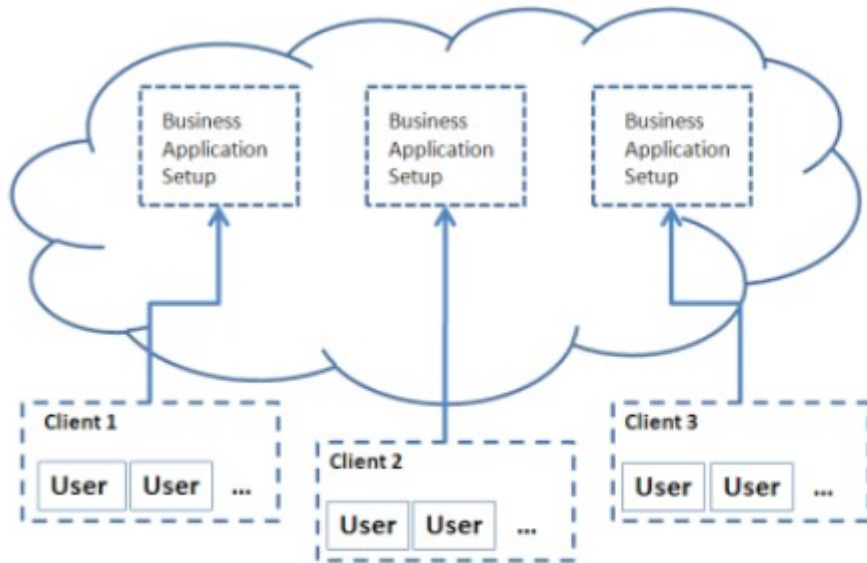 Business
Application
Setup
Business
Application
Setup
Business
Application
Setup
Client 1
User User ...
Client 2
User User ...
Client 3
User User ...